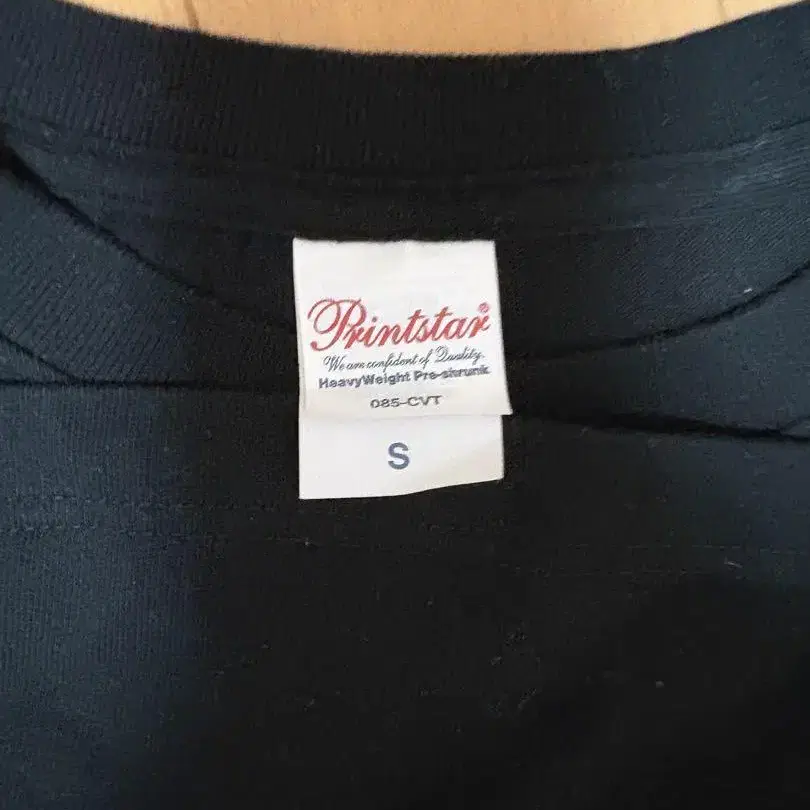 Printstar®
We are confident of Quality.
HeavyWeight Pre-shrunk
085-CVT
S